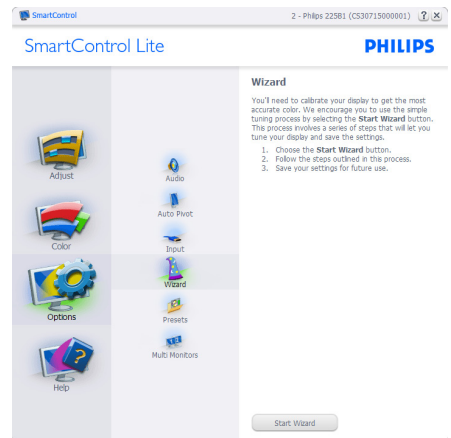 SmartControl
2 - Philips 225B1 (CS30715000001)
SmartControl Lite
PHILIPS
Adjust
Color
Options
Help
Audio
Auto Pivot
Input
Wizard
Presets
Multi Monitors
Wizard
You'll need to calibrate your display to get the most
accurate color. We encourage you to use the simple
tuning process by selecting the Start Wizard button.
This process involves a series of steps that will let you
tune your display and save the settings.
1. Choose the Start Wizard button.
2. Follow the steps outlined in this process.
3. Save your settings for future use.
Start Wizard